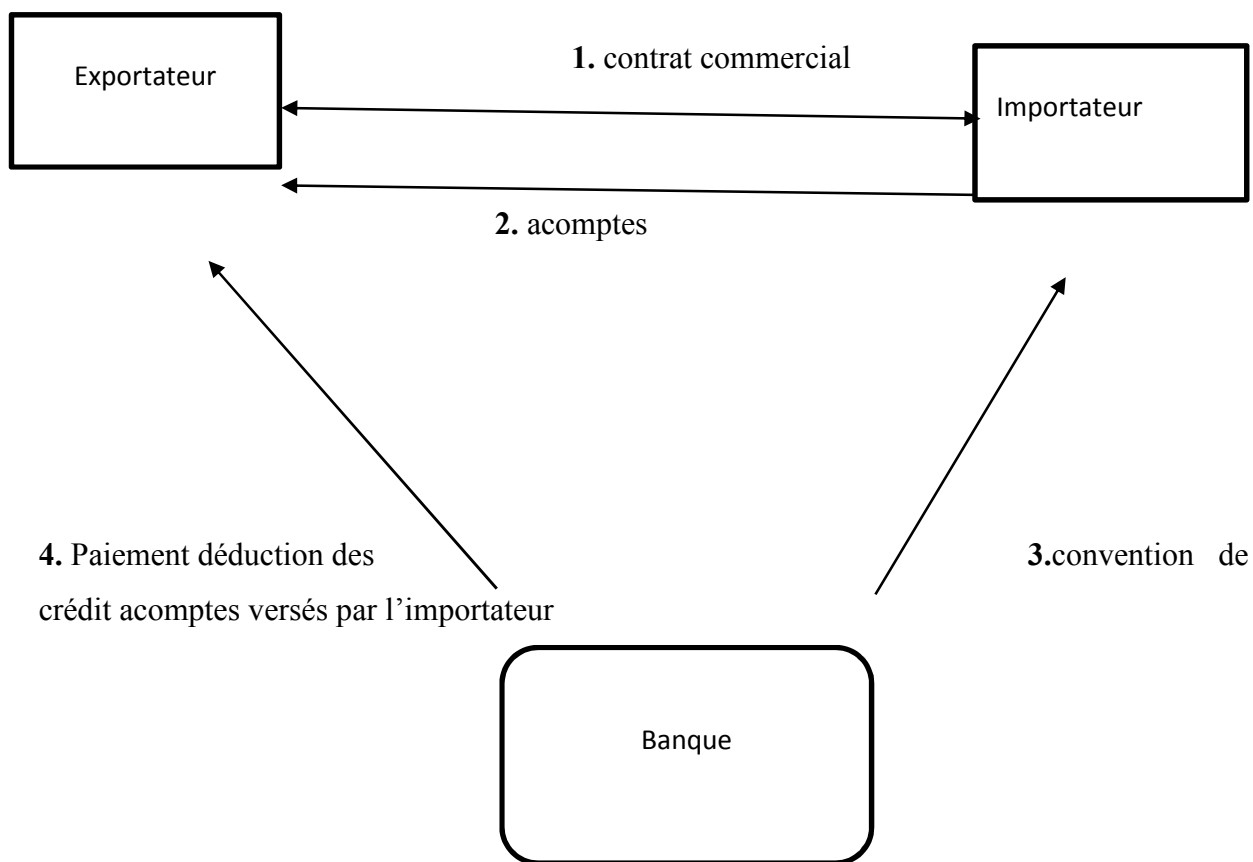 Exportateur
1. contrat commercial
Importateur
2. acomptes
4. Paiement déduction des
3.convention de
crédit acomptes versés par l'importateur
Banque